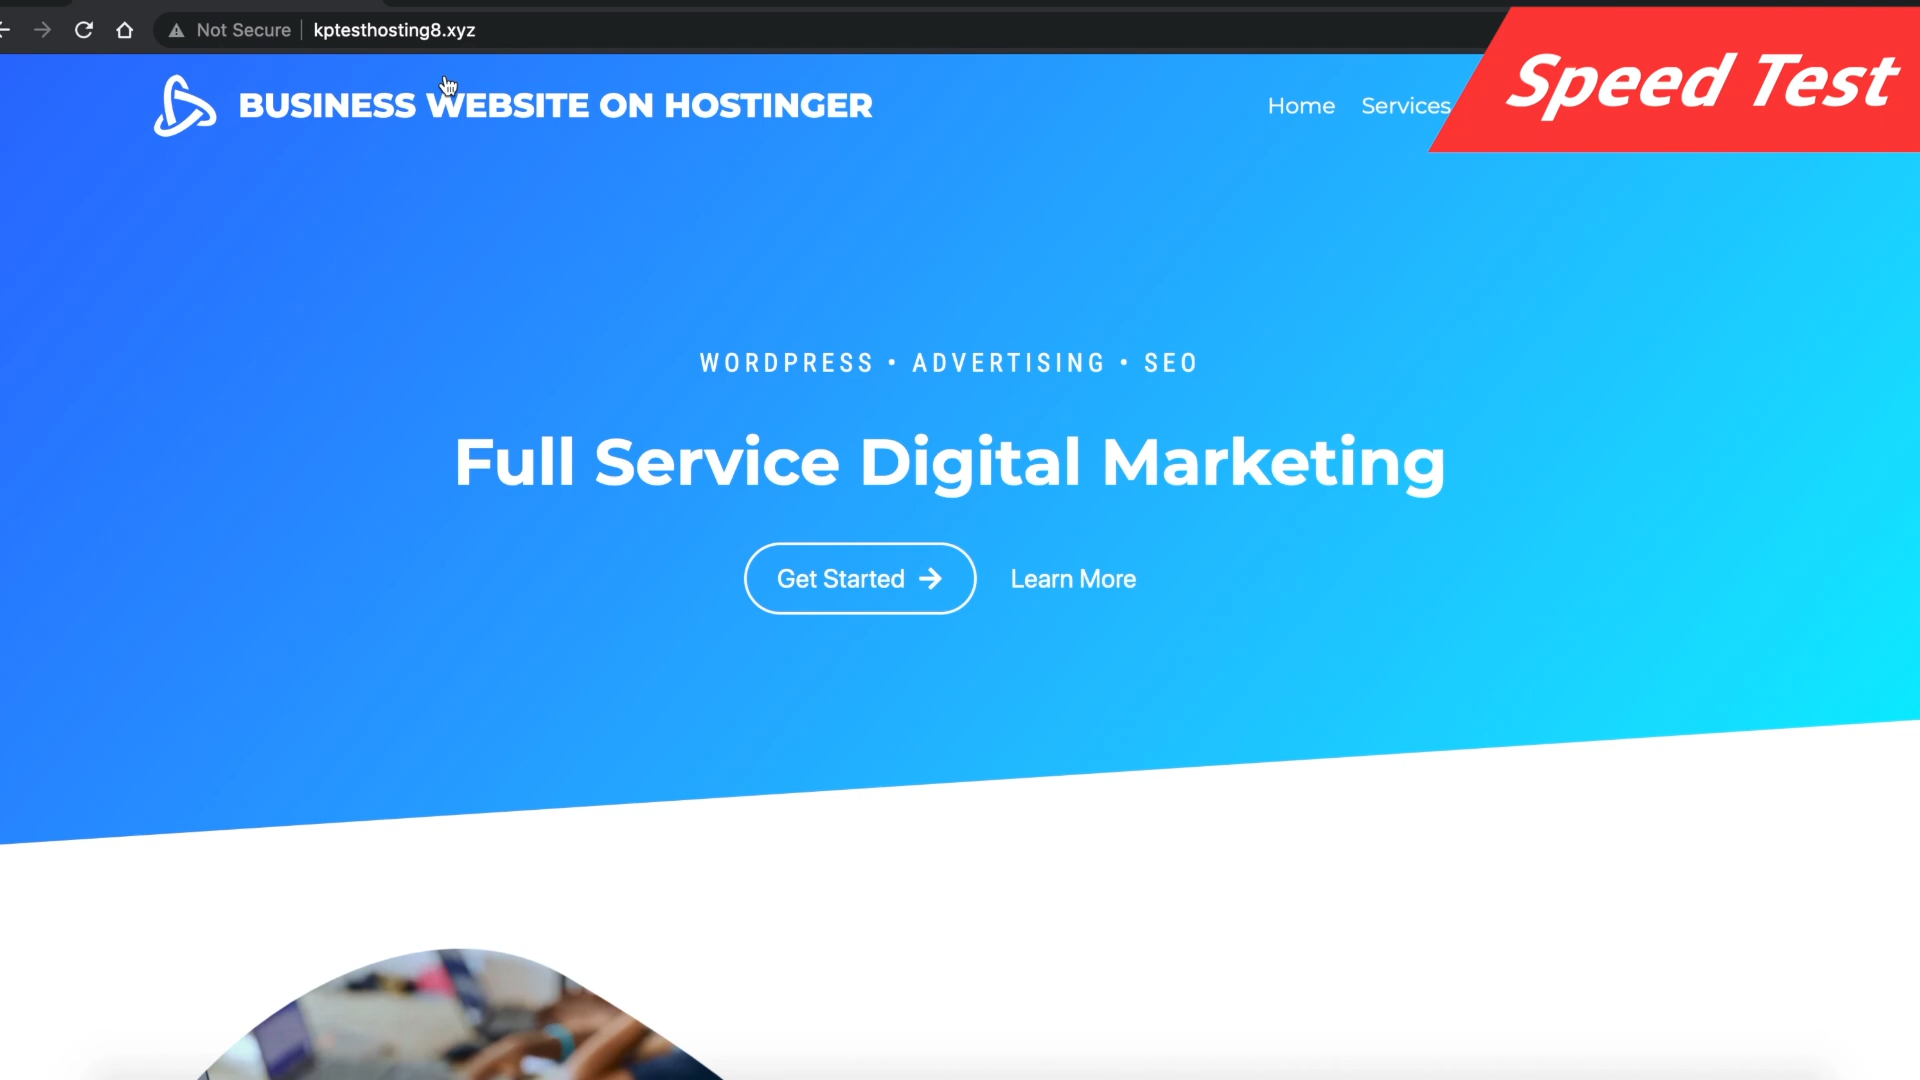 Not Secure kptesthosting8.xyz
Speed Test
BUSINESS WEBSITE ON HOSTINGER
Home Services
WORDPRESS • ADVERTISING • SEO
Full Service Digital Marketing
Get Started → Learn More